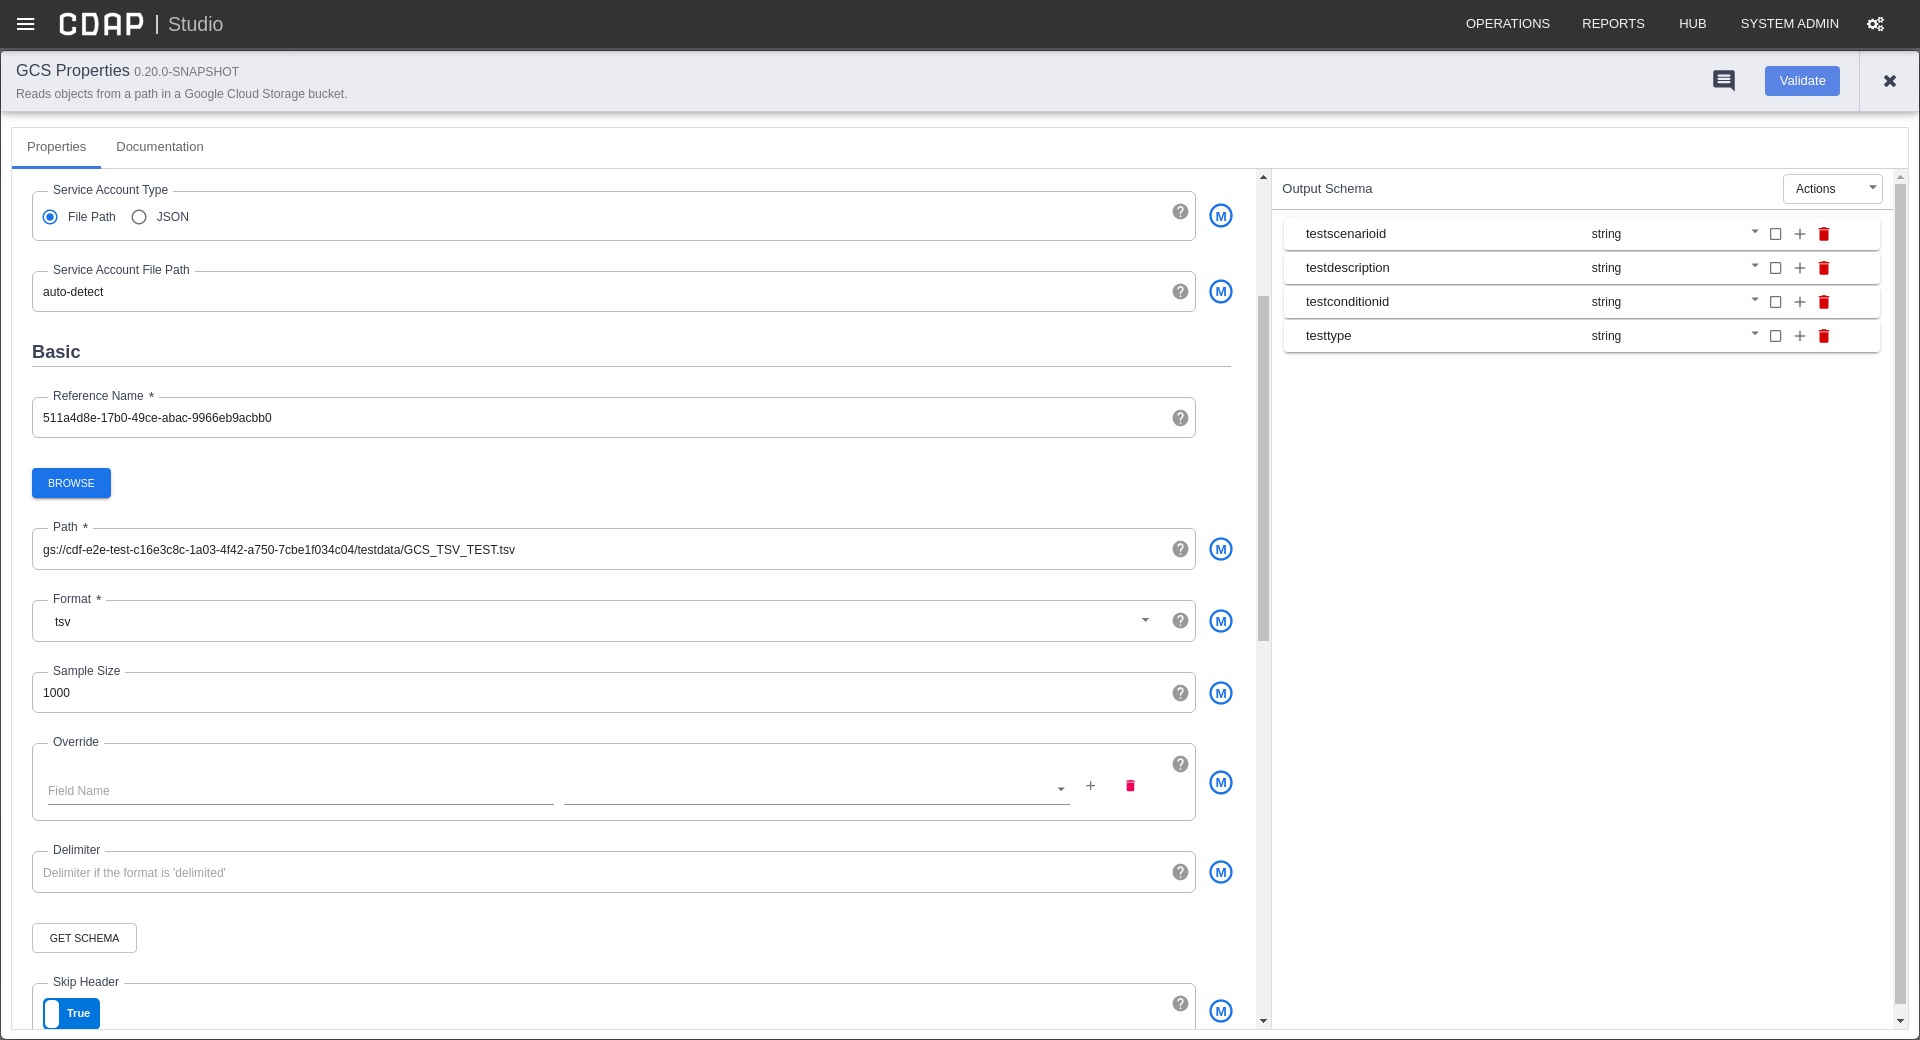 CDAP | Studio
OPERATIONS REPORTS HUB SYSTEM ADMIN
GCS Properties 0.20.0-SNAPSHOT
Reads objects from a path in a Google Cloud Storage bucket.
Validate
Properties Documentation
Service Account Type
File Path JSON
M
Service Account File Path
auto-detect
M
Basic
Reference Name *
511a4d8e-17b0-49ce-abac-9966eb9acbb0
BROWSE
Path *
gs://cdf-e2e-test-c16e3c8c-1a03-4f42-a750-7cbe1f034c04/testdata/GCS_TSV_TEST.tsv
M
Format *
tsv
M
Sample Size
1000
M
Override
Field Name
M
Delimiter
Delimiter if the format is 'delimited'
M
GET SCHEMA
Skip Header
True
M
Output Schema
Actions
testscenarioid string
testdescription string
testconditionid string
testtype string